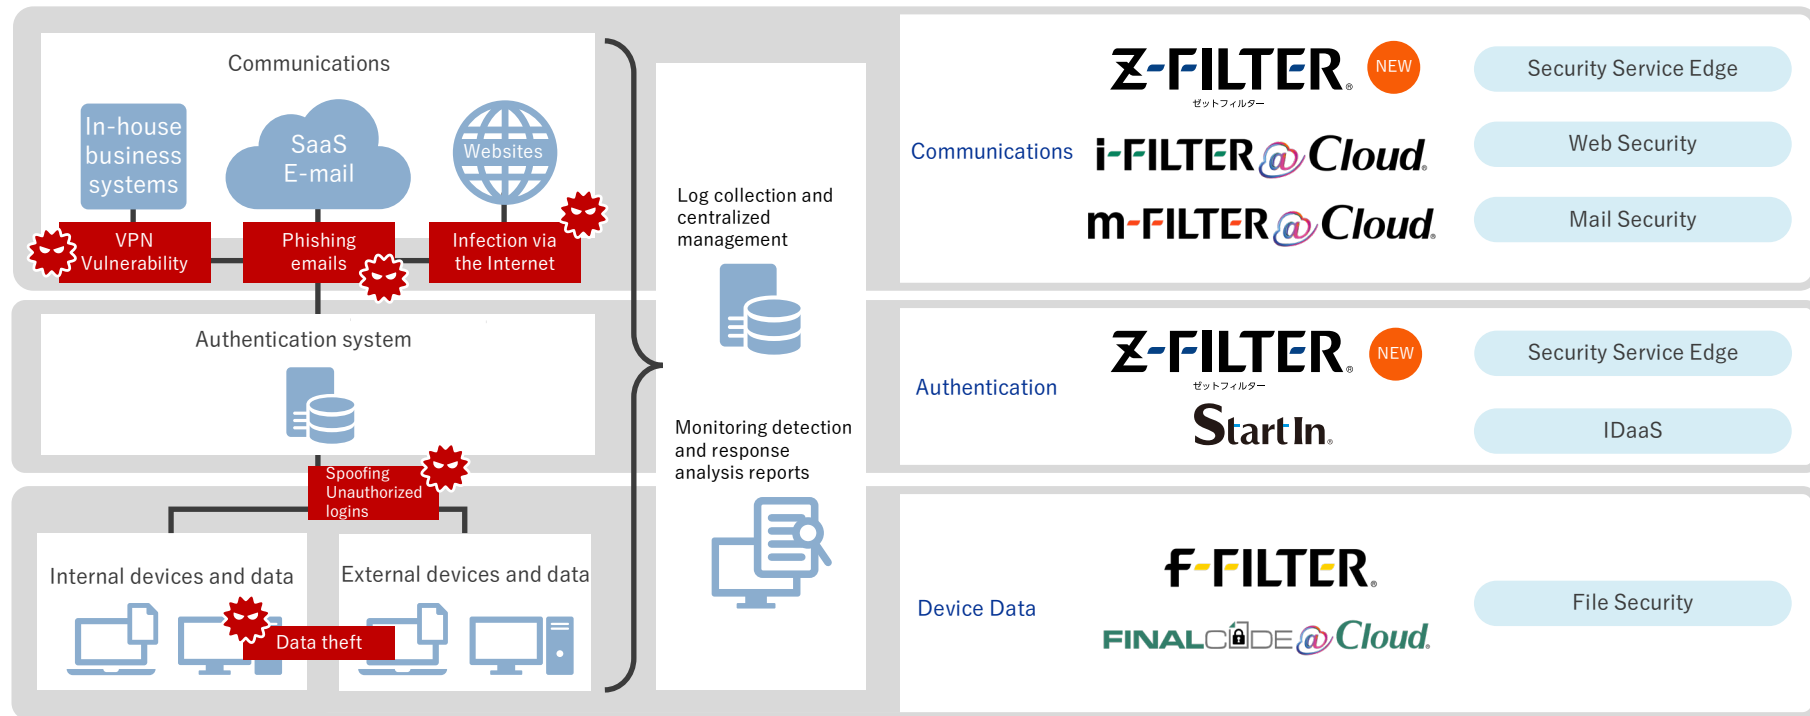 Communications
In-house
business
systems
SaaS
E-mail
Websites
VPN
Vulnerability
Phishing
emails
Infection via
the Internet
Authentication system
Spoofing
Unauthorized
logins
Internal devices and data
External devices and data
Data theft
Log collection and
centralized
management
Monitoring detection
and response
analysis reports
Communications
Z-FILTER®
ゼットフィルター
NEW
Security Service Edge
i-FILTER@Cloud®
Web Security
m-FILTER@Cloud®
Mail Security
Authentication
Z-FILTER®
ゼットフィルター
NEW
Security Service Edge
StartIn®
IDaaS
Device Data
f-FILTER®
FINALCODE@Cloud®
File Security